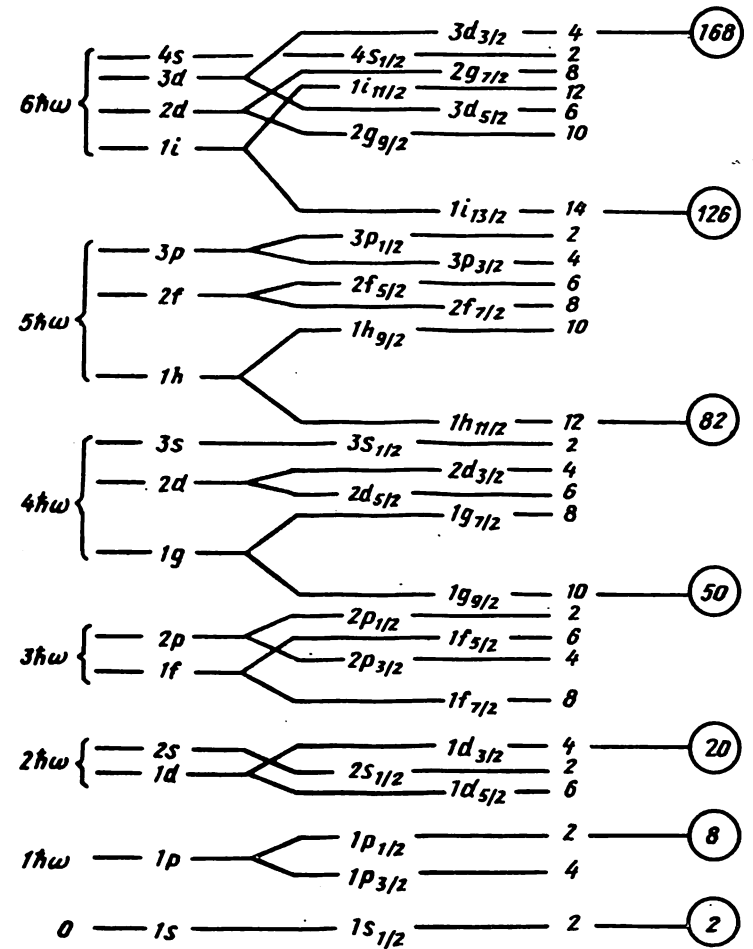 3d3/2 4 168
4s 4s1/2 2
3d 2g7/2 8
1i11/2 12
6ħω 2d 3d5/2 6
2g9/2 10
1i
1i13/2 14 126
3p 3p1/2 2
3p3/2 4
2f 2f5/2 6
2f7/2 8
5ħω 1h9/2 10
1h
1h11/2 12 82
3s 3s1/2 2
2d 2d3/2 4
4ħω 2d5/2 6
1g7/2 8
1g
1g9/2 10 50
2p1/2 2
2p 1f5/2 6
3ħω 2p3/2 4
1f
1f7/2 8
2s 1d3/2 4 20
2ħω 1d 2s1/2 2
1d5/2 6
1p1/2 2 8
1ħω 1p
1p3/2 4
0 1s 1s1/2 2 2